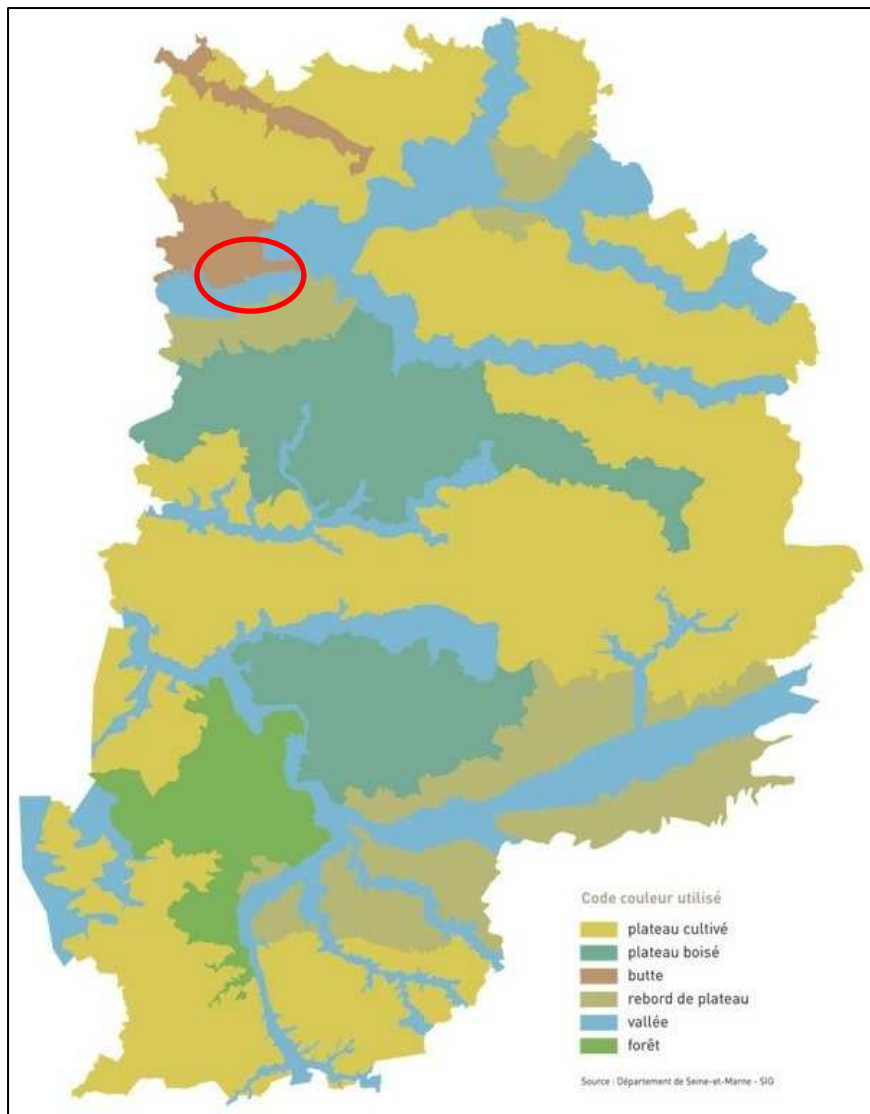 Code couleur utilisé
plateau cultivé
plateau boisé
butte
rebord de plateau
vallée
forêt
Source : Département de Seine-et-Marne - SIG